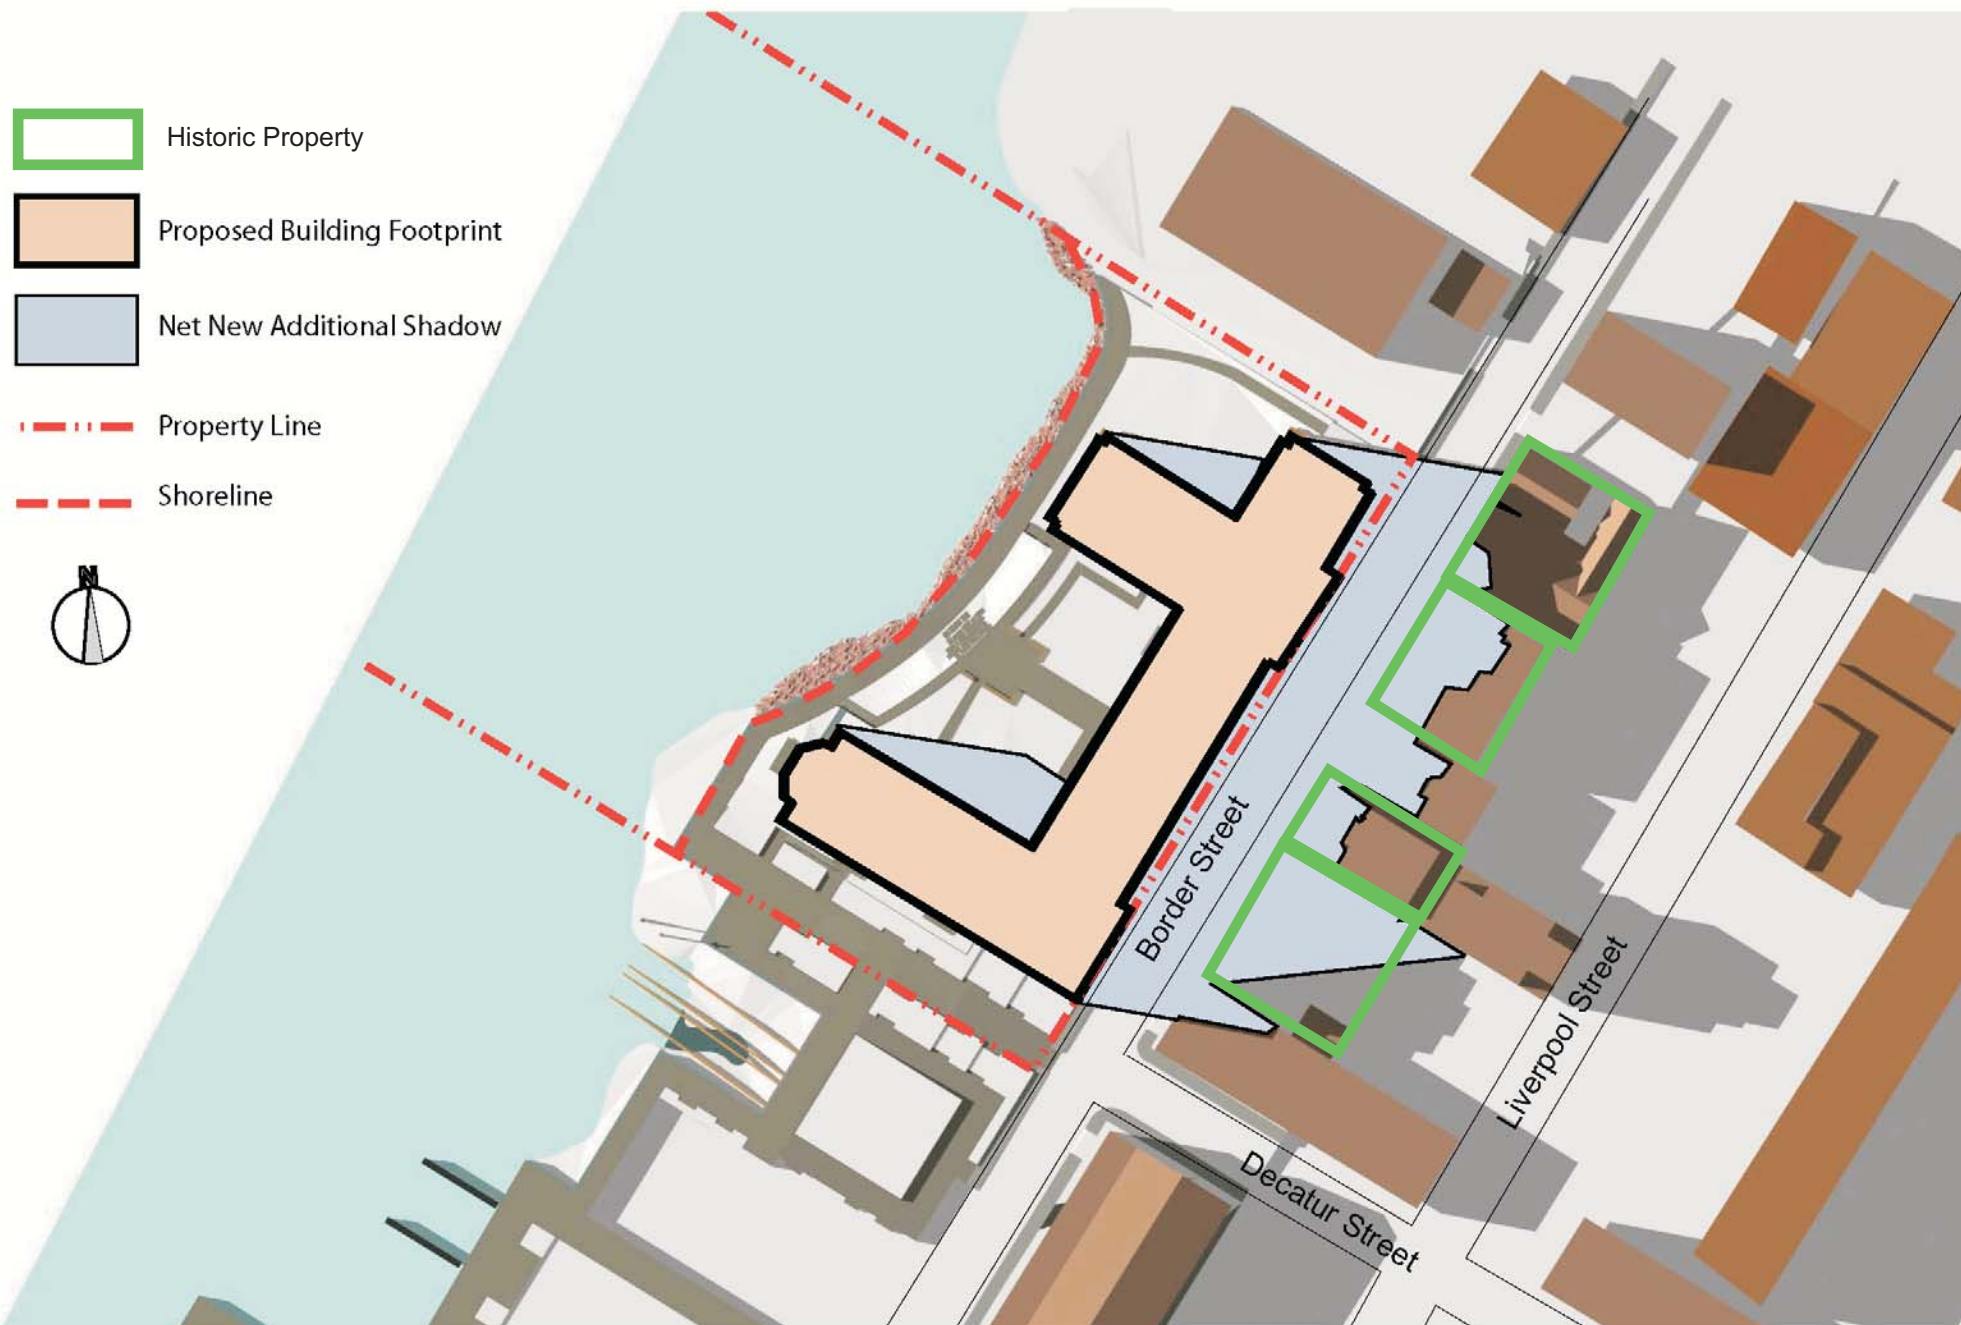 Historic Property
Proposed Building Footprint
Net New Additional Shadow
Property Line
Shoreline
N
Border Street
Liverpool Street
Decatur Street